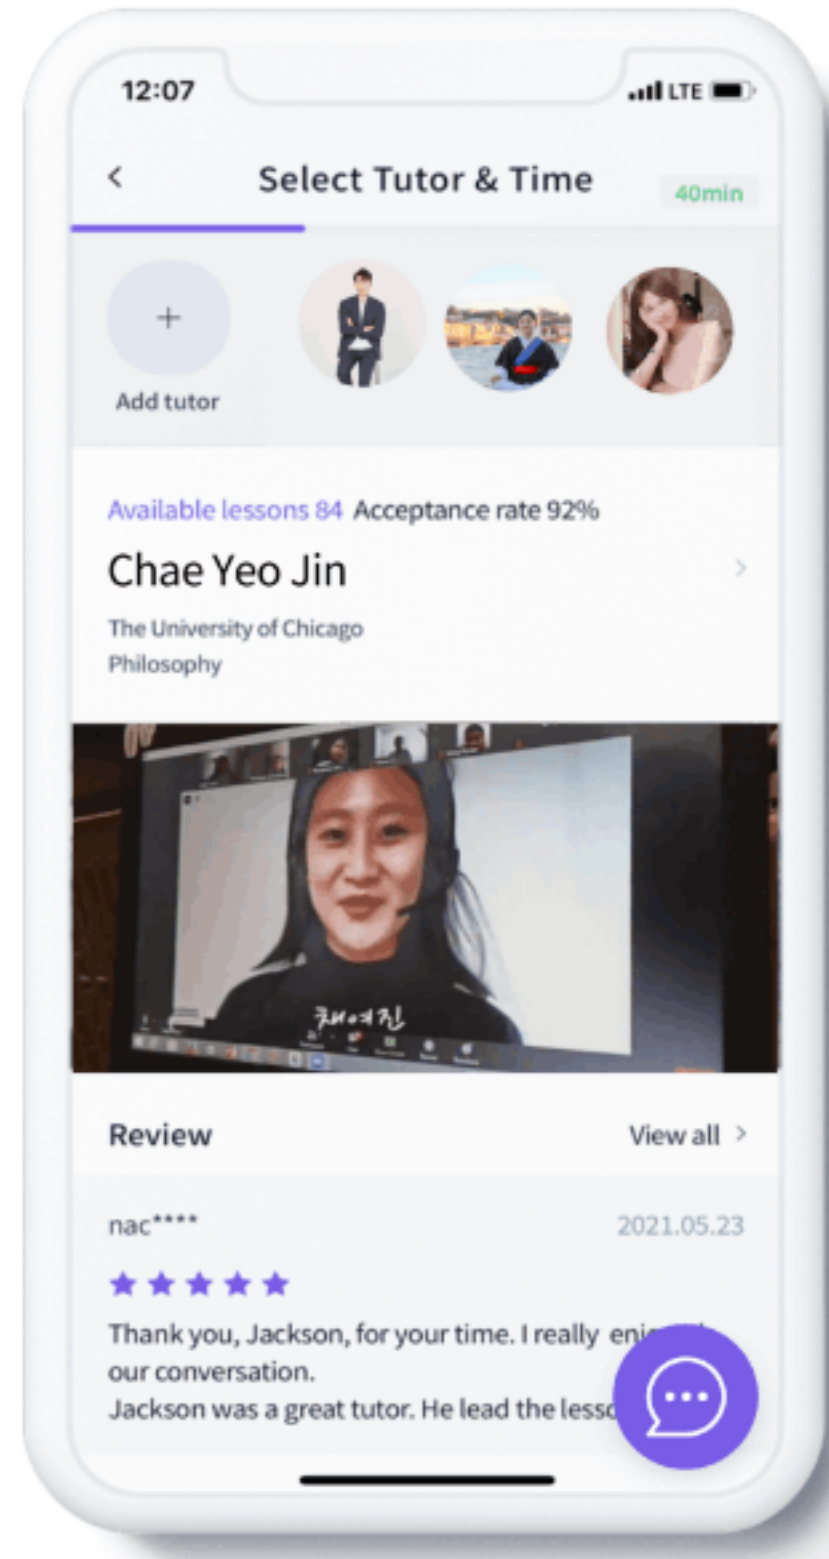 12:07
LTE
Select Tutor & Time
40min
+
Add tutor
Available lessons 84 Acceptance rate 92%
Chae Yeo Jin
The University of Chicago
Philosophy
채여진
Review
View all
nac****
2021.05.23
Thank you, Jackson, for your time. I really
our conversation.
Jackson was a great tutor. He lead the